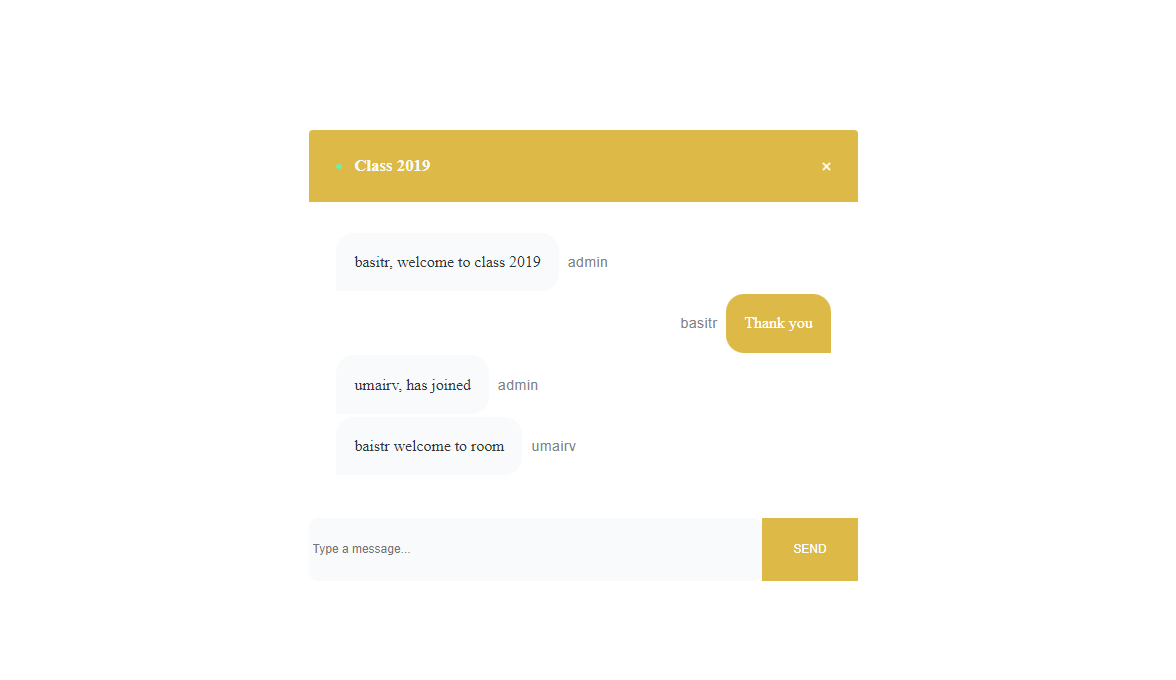 Class 2019 ×
basitr, welcome to class 2019 admin
basitr Thank you
umairv, has joined admin
baistr welcome to room umairv
Type a message... SEND